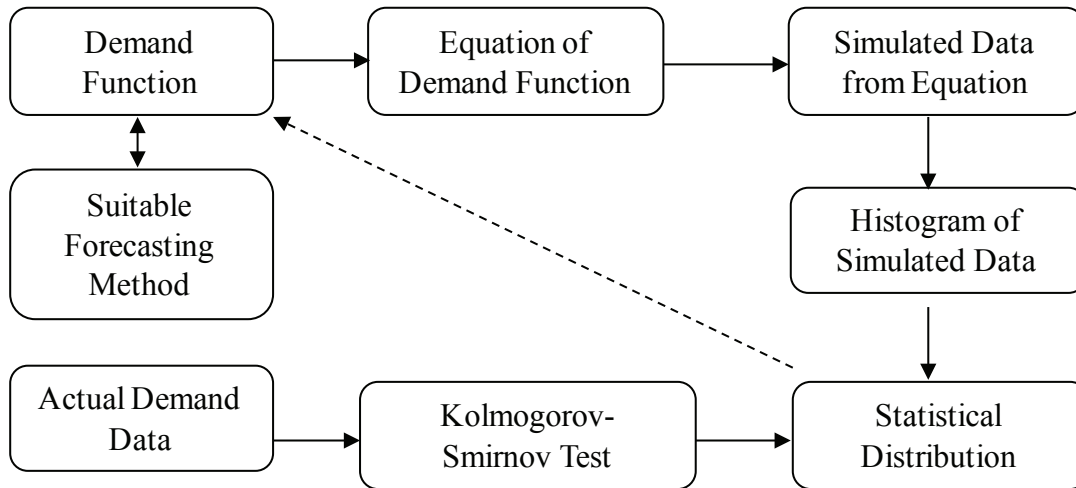 Demand
Function
Equation of
Demand Function
Simulated Data
from Equation
Suitable
Forecasting
Method
Histogram of
Simulated Data
Actual Demand
Data
Kolmogorov-
Smirnov Test
Statistical
Distribution